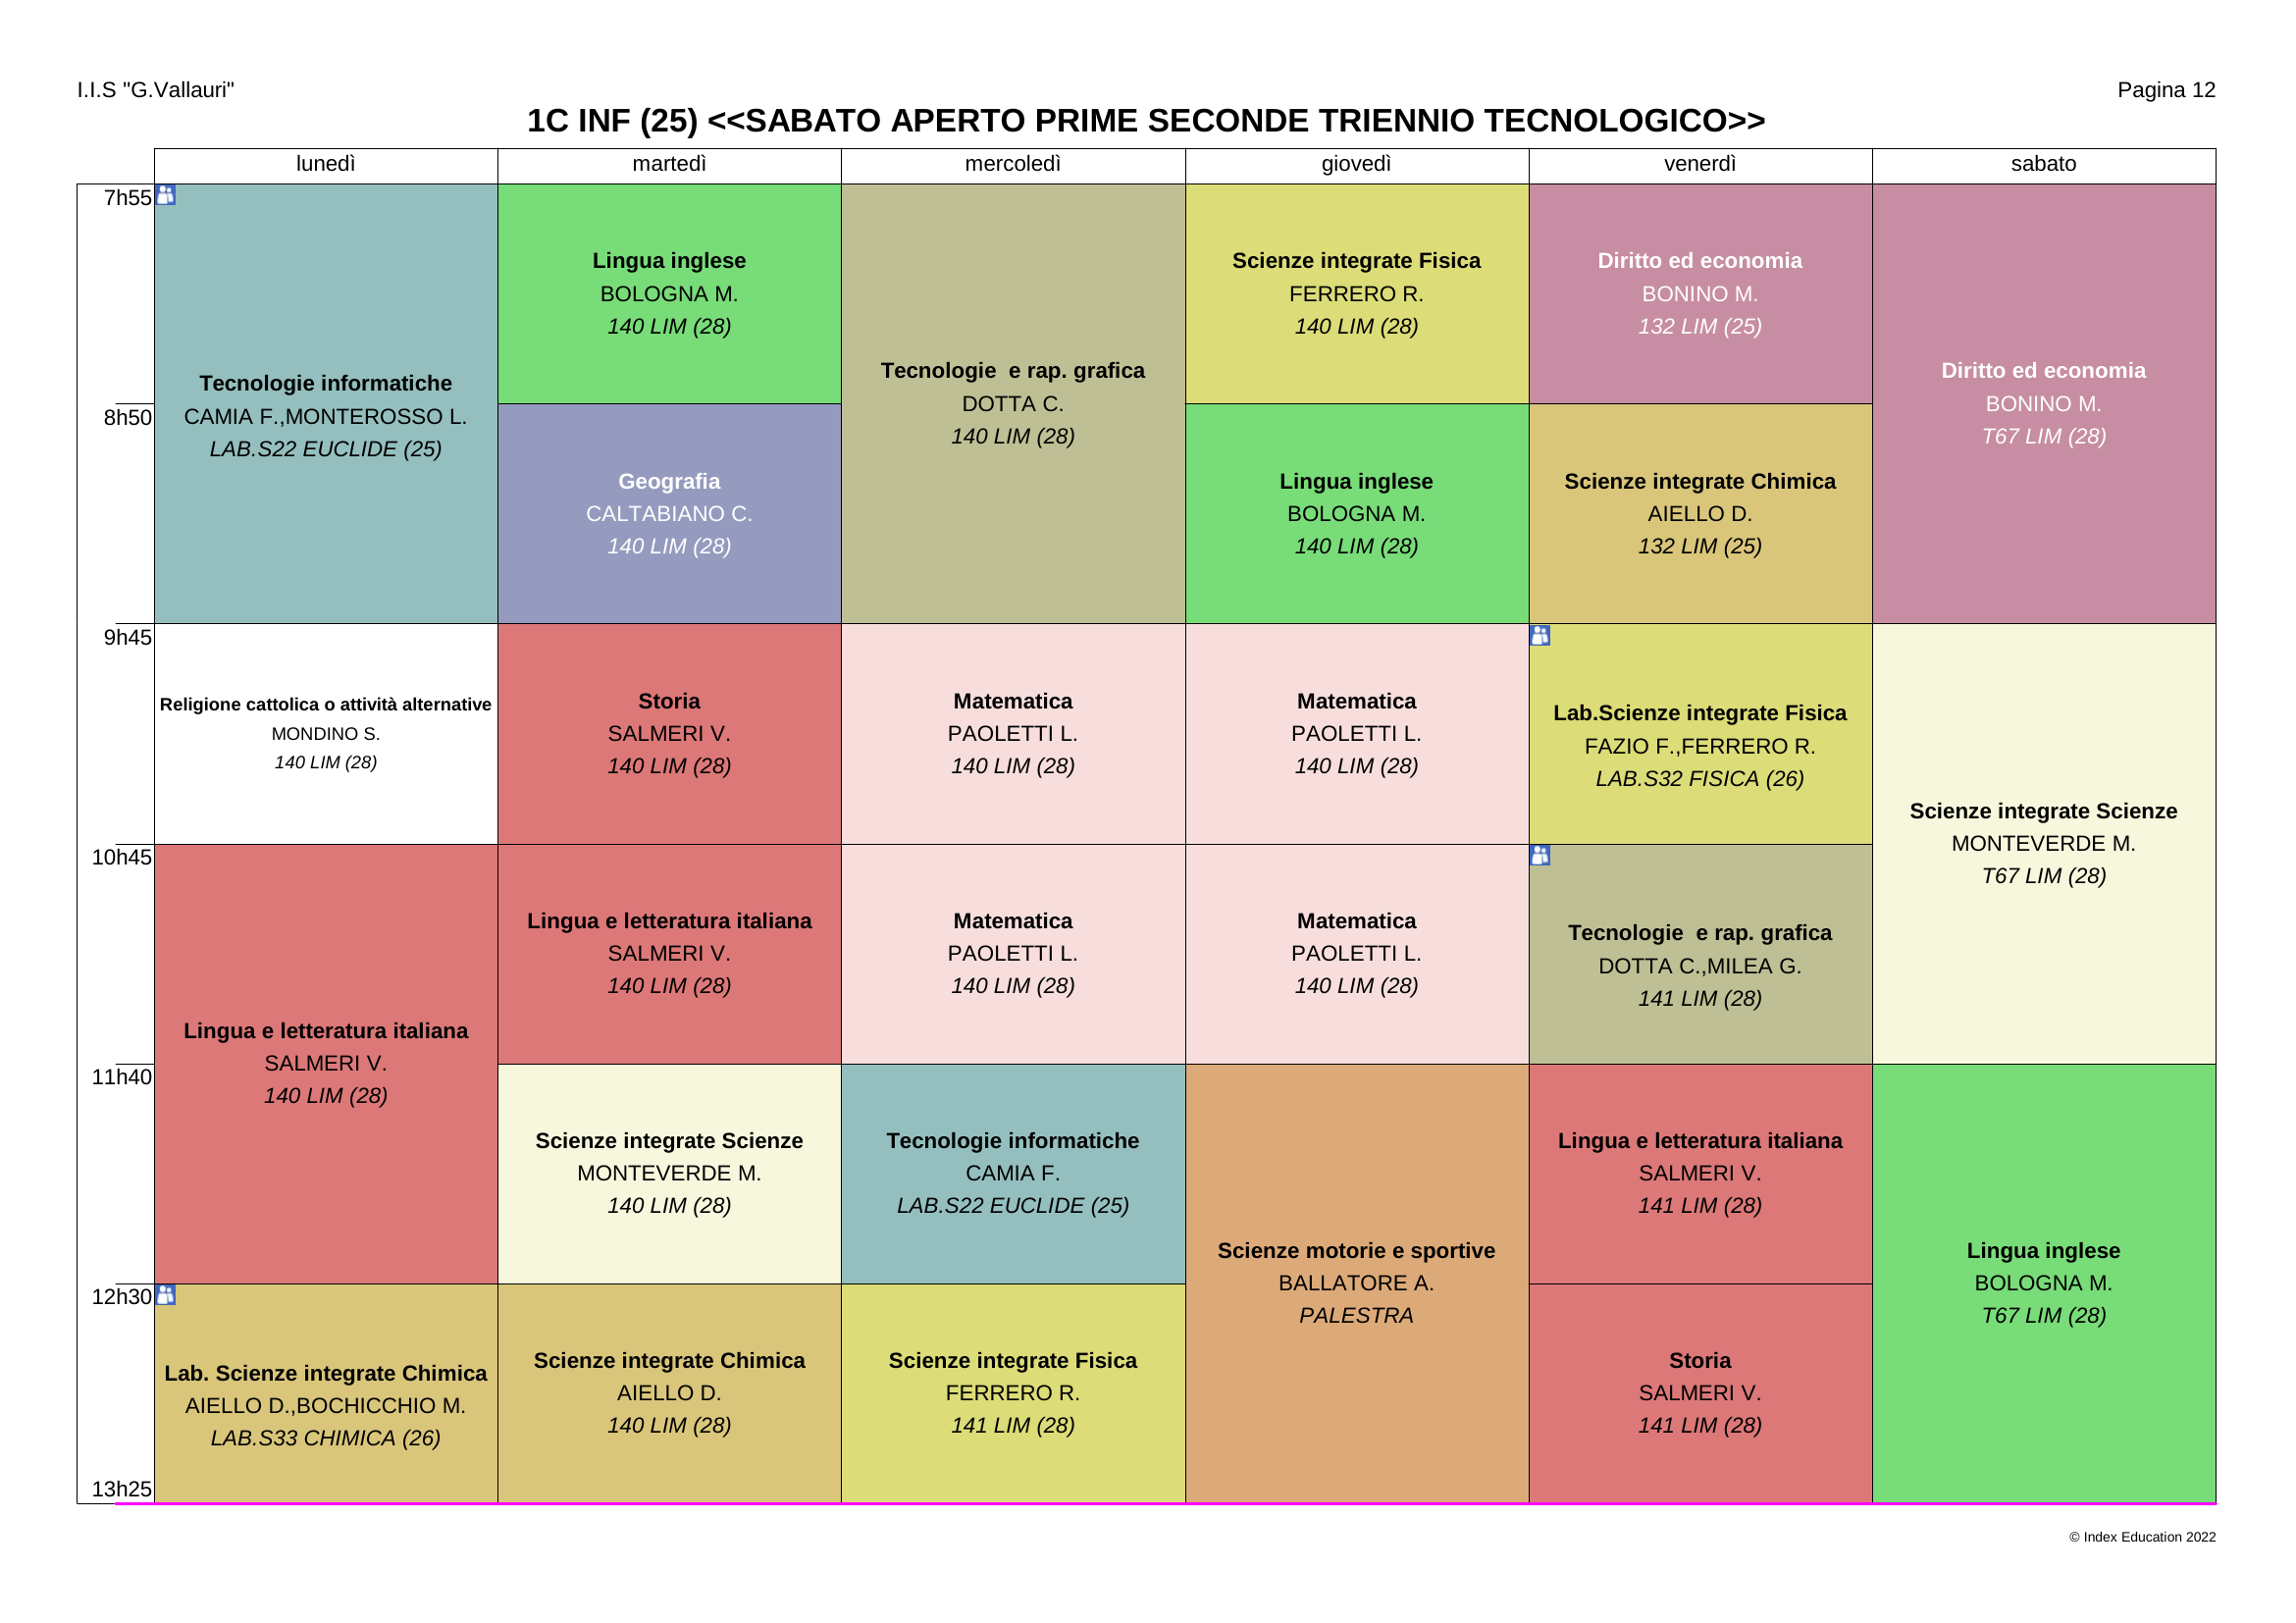 I.I.S "G.Vallauri"
Pagina 12
1C INF (25) <<SABATO APERTO PRIME SECONDE TRIENNIO TECNOLOGICO>>
lunedì
martedì
mercoledì
giovedì
venerdì
sabato
7h55
8h50
9h45
10h45
11h40
12h30
13h25
Tecnologie informatiche
CAMIA F.,MONTEROSSO L.
LAB.S22 EUCLIDE (25)
Religione cattolica o attività alternative
MONDINO S.
140 LIM (28)
Lingua e letteratura italiana
SALMERI V.
140 LIM (28)
Lab. Scienze integrate Chimica
AIELLO D.,BOCHICCHIO M.
LAB.S33 CHIMICA (26)
Lingua inglese
BOLOGNA M.
140 LIM (28)
Geografia
CALTABIANO C.
140 LIM (28)
Storia
SALMERI V.
140 LIM (28)
Lingua e letteratura italiana
SALMERI V.
140 LIM (28)
Scienze integrate Scienze
MONTEVERDE M.
140 LIM (28)
Scienze integrate Chimica
AIELLO D.
140 LIM (28)
Tecnologie  e rap. grafica
DOTTA C.
140 LIM (28)
Matematica
PAOLETTI L.
140 LIM (28)
Matematica
PAOLETTI L.
140 LIM (28)
Tecnologie informatiche
CAMIA F.
LAB.S22 EUCLIDE (25)
Scienze integrate Fisica
FERRERO R.
141 LIM (28)
Scienze integrate Fisica
FERRERO R.
140 LIM (28)
Lingua inglese
BOLOGNA M.
140 LIM (28)
Matematica
PAOLETTI L.
140 LIM (28)
Matematica
PAOLETTI L.
140 LIM (28)
Scienze motorie e sportive
BALLATORE A.
PALESTRA
Diritto ed economia
BONINO M.
132 LIM (25)
Scienze integrate Chimica
AIELLO D.
132 LIM (25)
Lab.Scienze integrate Fisica
FAZIO F.,FERRERO R.
LAB.S32 FISICA (26)
Tecnologie  e rap. grafica
DOTTA C.,MILEA G.
141 LIM (28)
Lingua e letteratura italiana
SALMERI V.
141 LIM (28)
Storia
SALMERI V.
141 LIM (28)
Diritto ed economia
BONINO M.
T67 LIM (28)
Scienze integrate Scienze
MONTEVERDE M.
T67 LIM (28)
Lingua inglese
BOLOGNA M.
T67 LIM (28)
© Index Education 2022